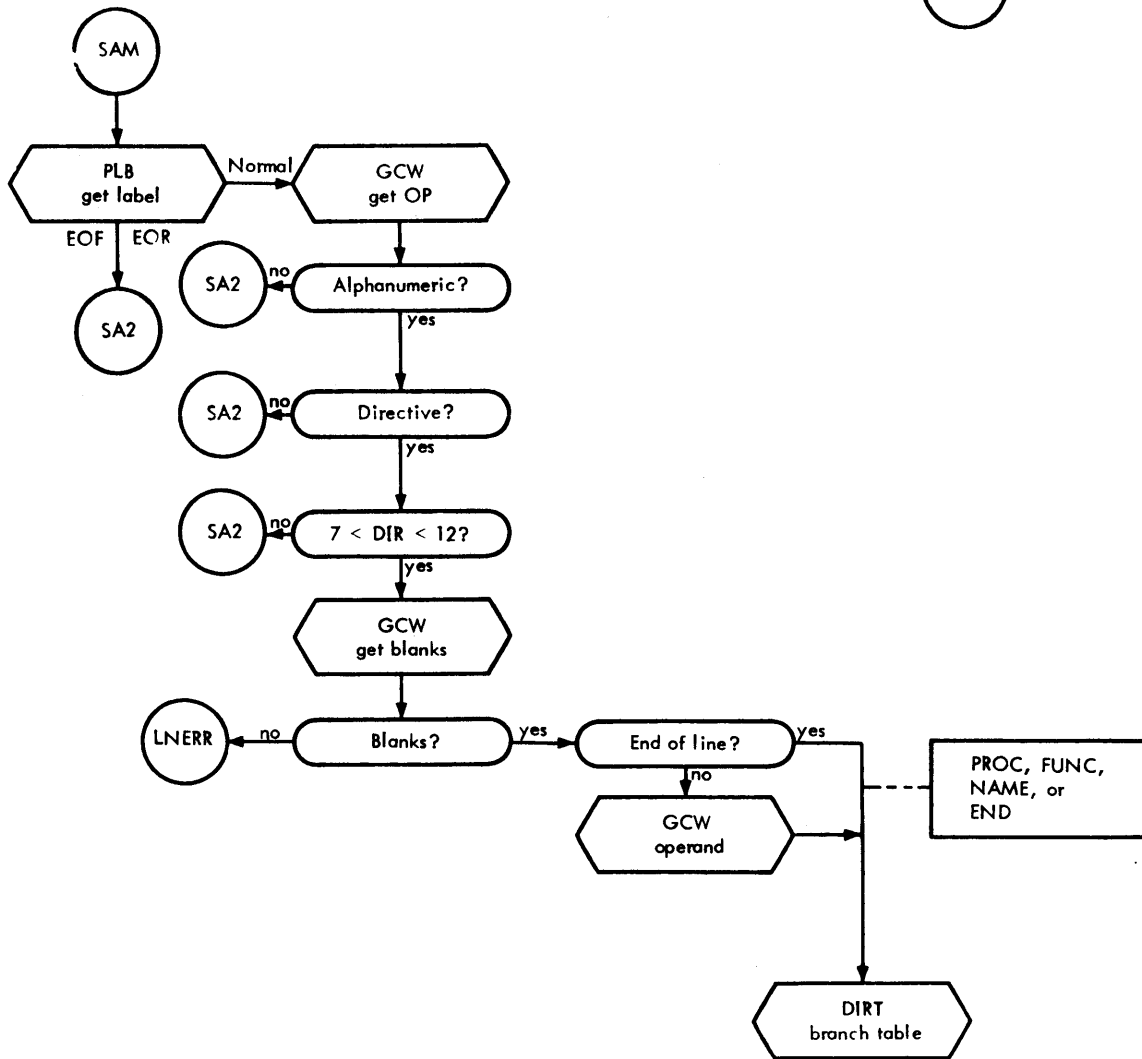 SAM
PLB
get label
Normal
GCW
get OP
EOF EOR
SA2
SA2
no
Alphanumeric?
yes
SA2
no
Directive?
yes
SA2
no
7 < DIR < 12?
yes
GCW
get blanks
LNERR
no
Blanks?
yes
End of line?
yes
no
GCW
operand
PROC, FUNC,
NAME, or
END
DIRT
branch table